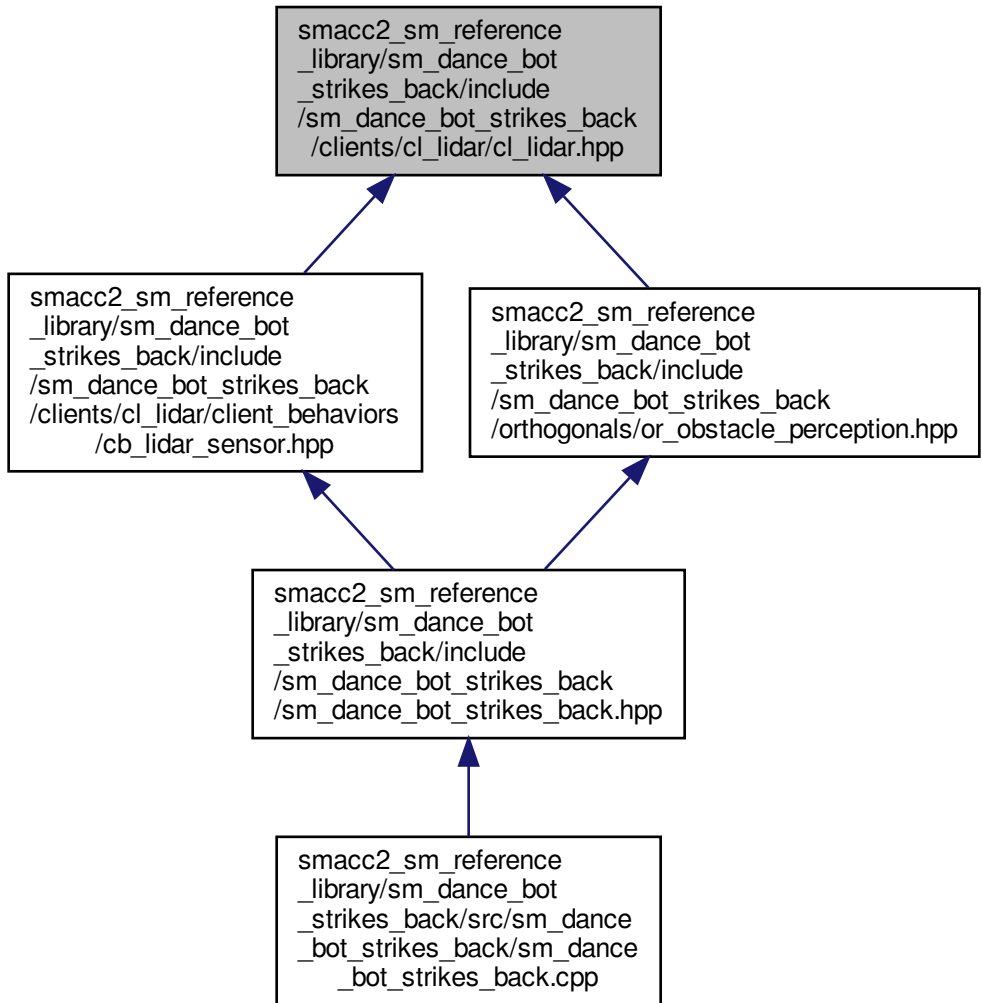 smacc2_sm_reference
_library/sm_dance_bot
_strikes_back/include
/sm_dance_bot_strikes_back
/clients/cl_lidar/cl_lidar.hpp
smacc2_sm_reference
_library/sm_dance_bot
_strikes_back/include
/sm_dance_bot_strikes_back
/clients/cl_lidar/client_behaviors
/cb_lidar_sensor.hpp
smacc2_sm_reference
_library/sm_dance_bot
_strikes_back/include
/sm_dance_bot_strikes_back
/orthogonals/or_obstacle_perception.hpp
smacc2_sm_reference
_library/sm_dance_bot
_strikes_back/include
/sm_dance_bot_strikes_back
/sm_dance_bot_strikes_back.hpp
smacc2_sm_reference
_library/sm_dance_bot
_strikes_back/src/sm_dance
_bot_strikes_back/sm_dance
_bot_strikes_back.cpp